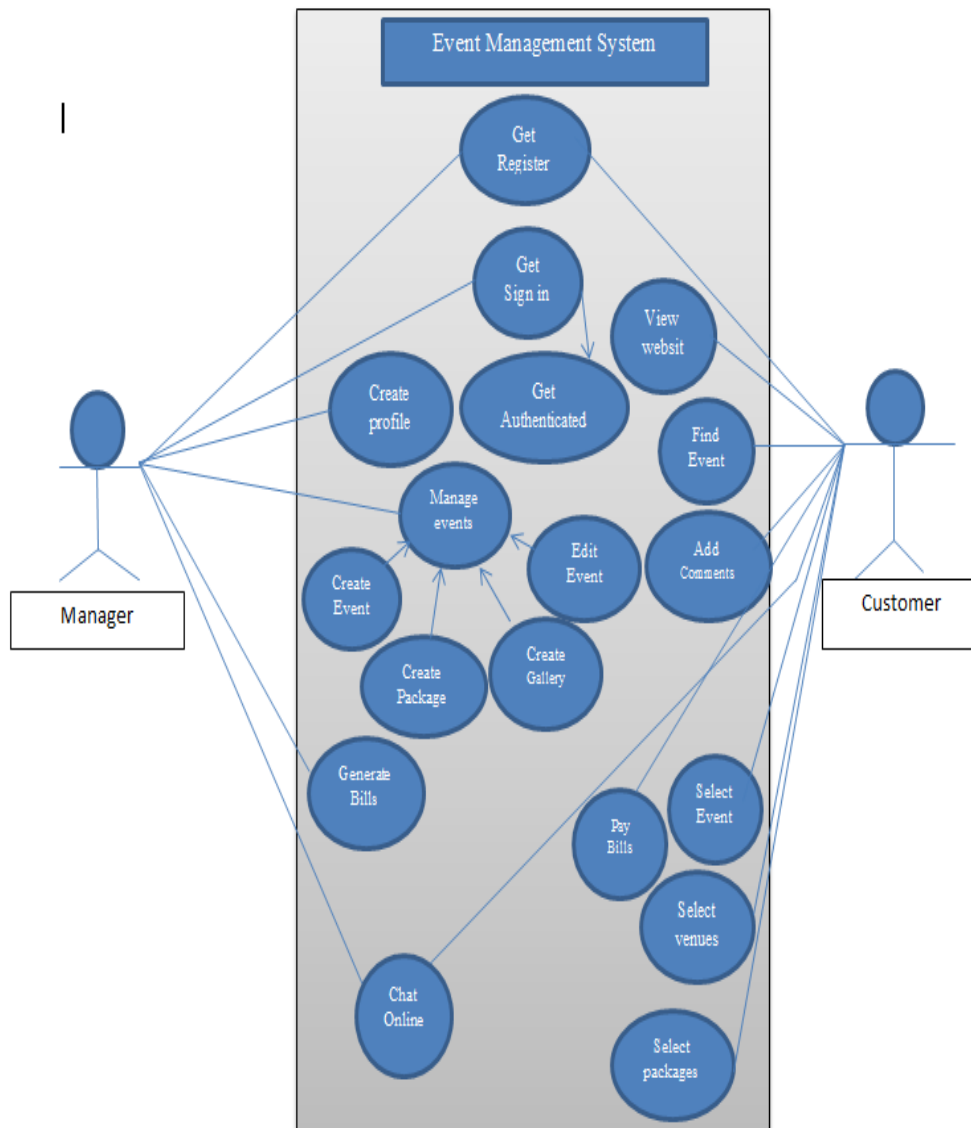 Event Management System
Get
Register
Get
Sign in
View
websit
Create
profile
Get
Authenticated
Find
Event
Manage
events
Edit
Event
Add
Comments
Create
Event
Manager
Customer
Create
Package
Create
Gallery
Generate
Bills
Select
Event
Pay
Bills
Select
venues
Chat
Online
Select
packages